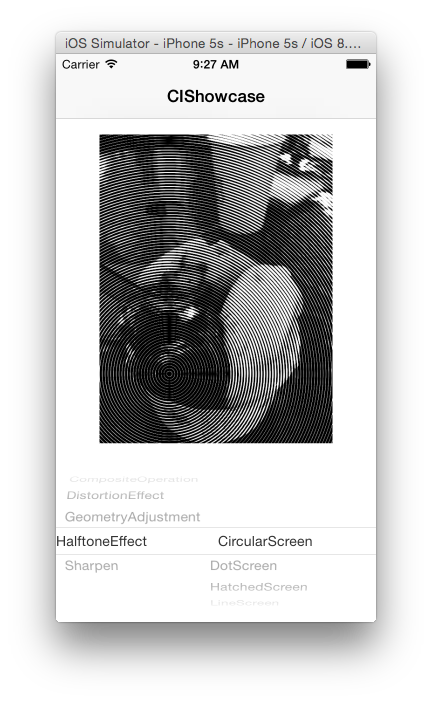 iOS Simulator - iPhone 5s - iPhone 5s / iOS 8....
Carrier 9:27 AM
CIShowcase
CompositeOperation
DistortionEffect
GeometryAdjustment
HalftoneEffect CircularScreen
Sharpen DotScreen
HatchedScreen
LineScreen